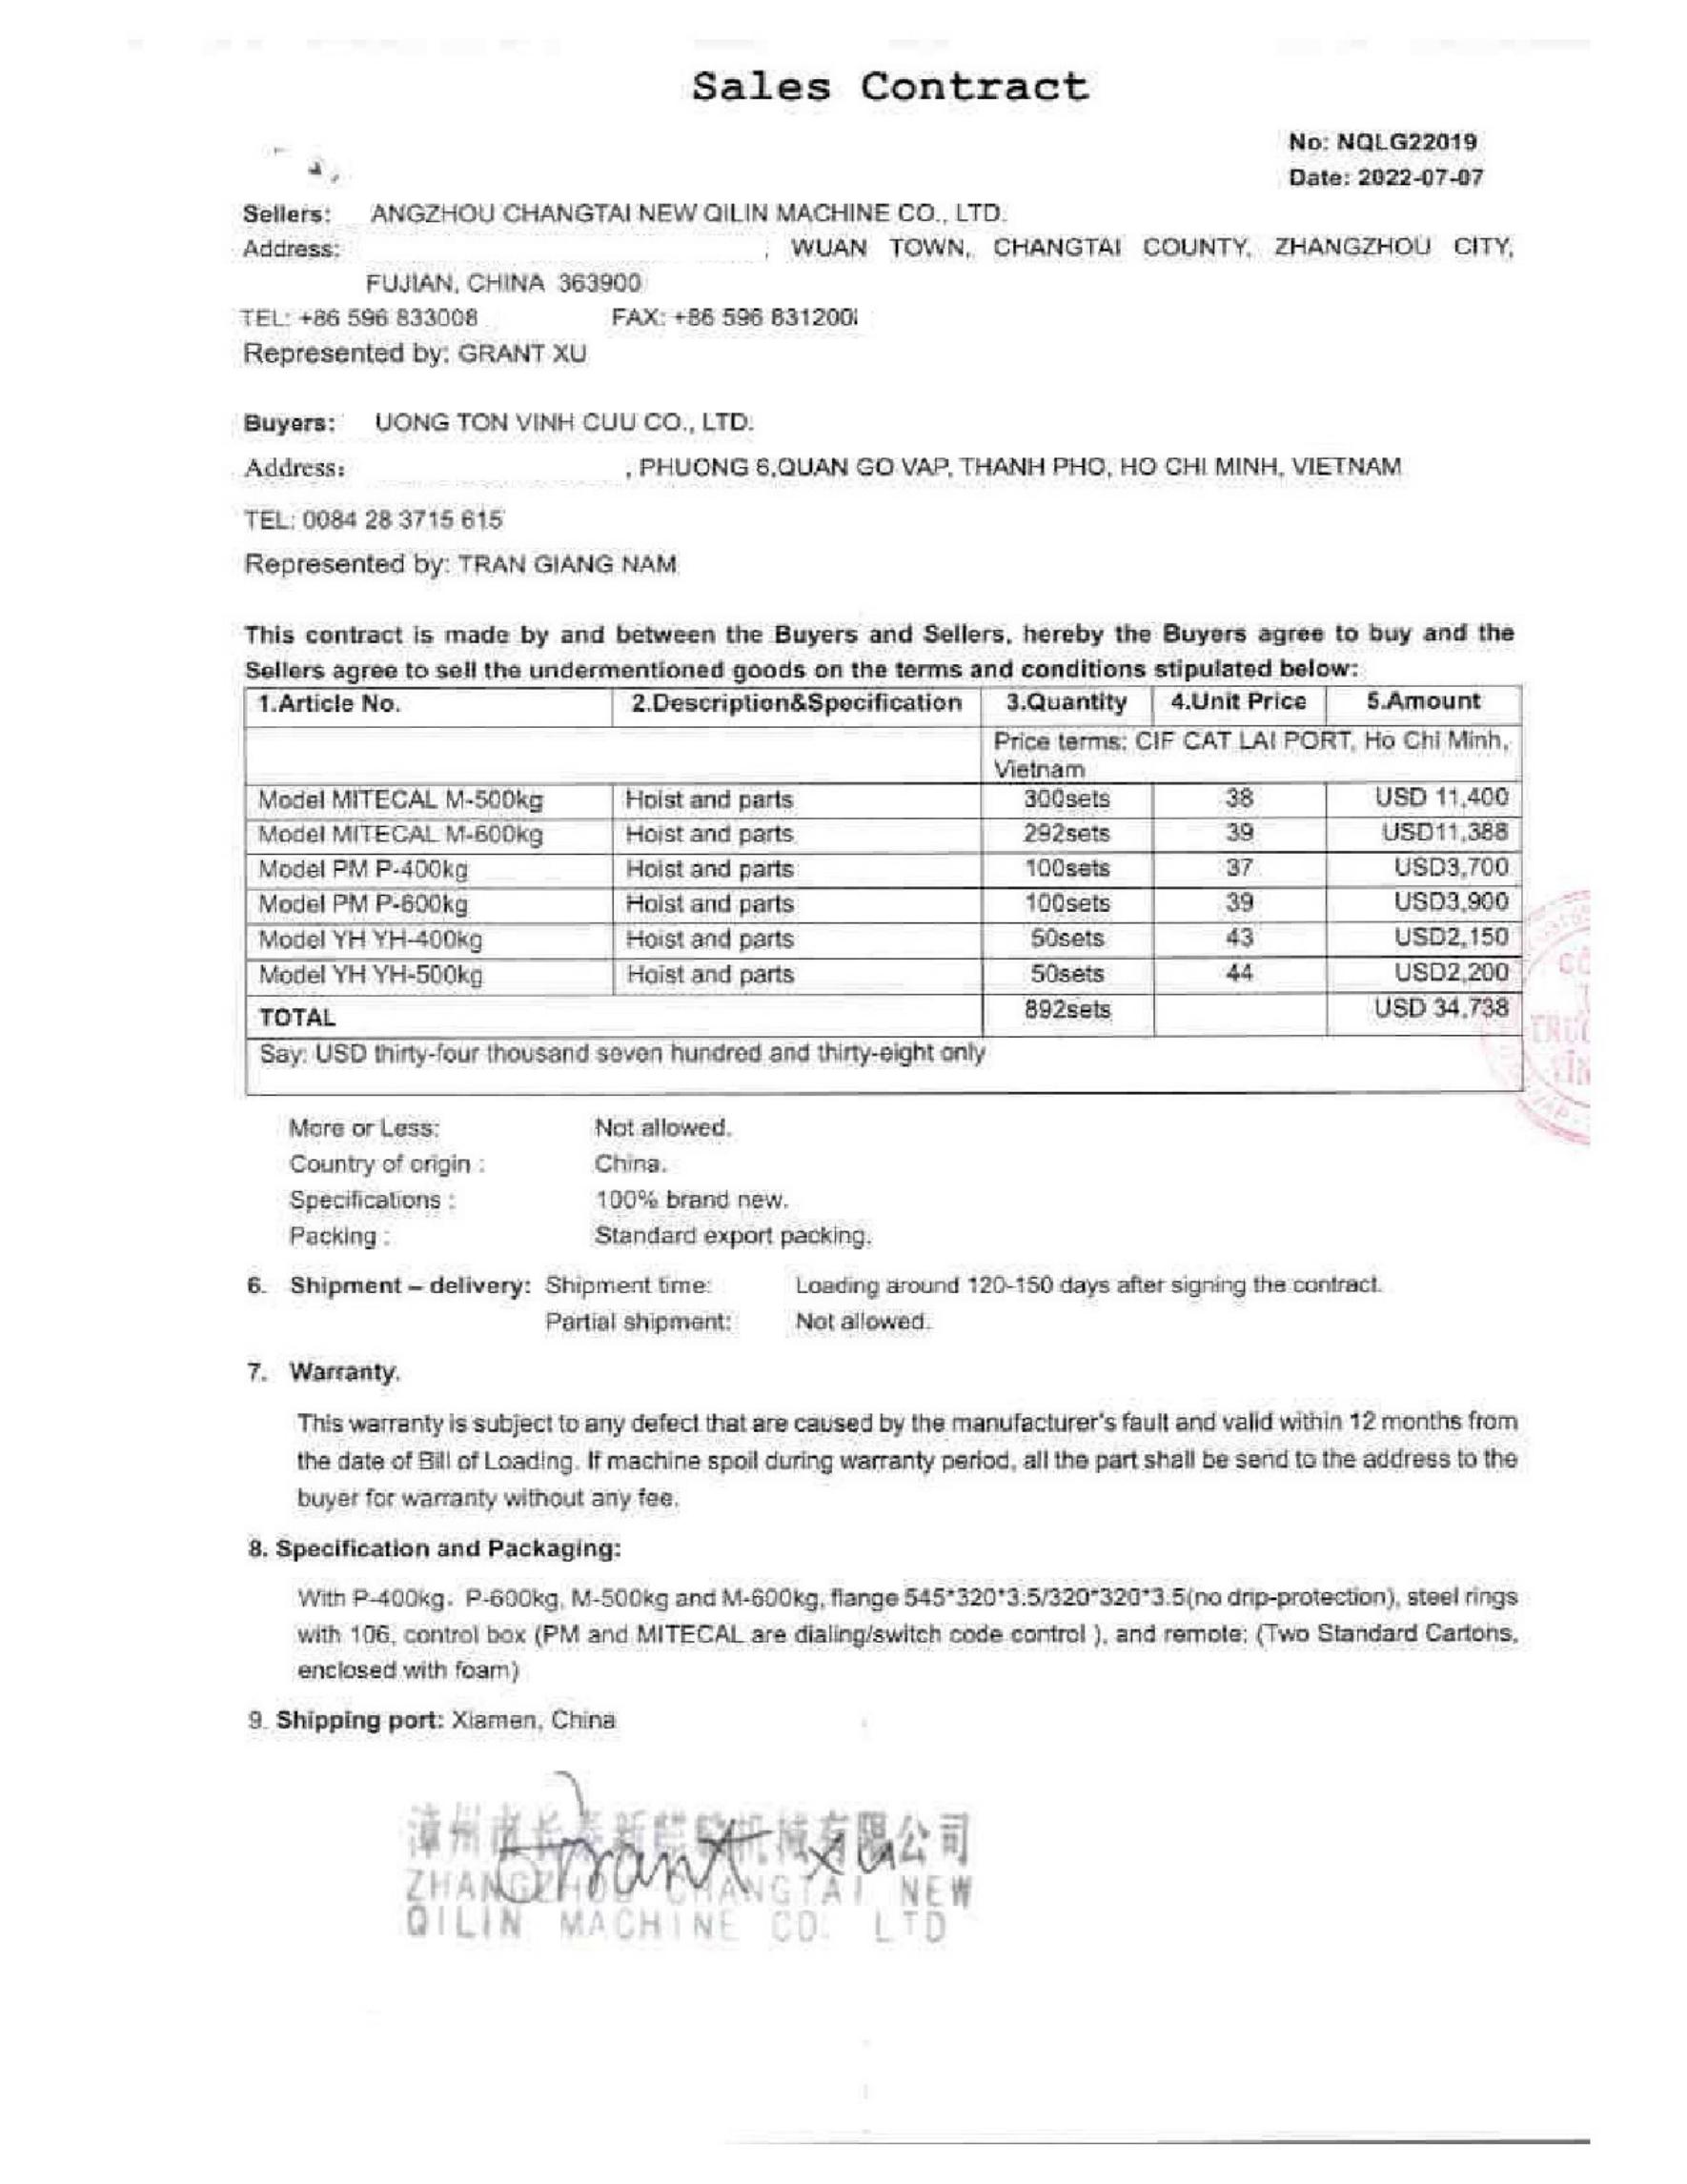 Sales Contract
No: NQLG22019
Date: 2022-07-07
Sellers: ANGZHOU CHANGTAI NEW QILIN MACHINE CO., LTD.
Address: , WUAN TOWN, CHANGTAI COUNTY, ZHANGZHOU CITY,
FUJIAN, CHINA 363900
TEL: +86 596 833008 FAX: +86 596 831200
Represented by: GRANT XU
Buyers: UONG TON VINH CUU CO., LTD.
Address: , PHUONG 6,QUAN GO VAP, THANH PHO, HO CHI MINH, VIETNAM
TEL: 0084 28 3715 615
Represented by: TRAN GIANG NAM
This contract is made by and between the Buyers and Sellers, hereby the Buyers agree to buy and the
Sellers agree to sell the undermentioned goods on the terms and conditions stipulated below:
1.Article No. 2.Description&Specification 3.Quantity 4.Unit Price 5.Amount
Price terms: CIF CAT LAI PORT, Ho Chi Minh,
Vietnam
Model MITECAL M-500kg Hoist and parts 300sets 38 USD 11,400
Model MITECAL M-600kg Hoist and parts 292sets 39 USD11,388
Model PM P-400kg Hoist and parts 100sets 37 USD3,700
Model PM P-600kg Hoist and parts 100sets 39 USD3,900
Model YH YH-400kg Hoist and parts 50sets 43 USD2,150
Model YH YH-500kg Hoist and parts 50sets 44 USD2,200
TOTAL 892sets USD 34,738
Say: USD thirty-four thousand seven hundred and thirty-eight only
More or Less: Not allowed.
Country of origin : China.
Specifications : 100% brand new.
Packing : Standard export packing.
6. Shipment – delivery: Shipment time: Loading around 120-150 days after signing the contract.
Partial shipment: Not allowed.
7. Warranty.
This warranty is subject to any defect that are caused by the manufacturer's fault and valid within 12 months from
the date of Bill of Loading. If machine spoil during warranty period, all the part shall be send to the address to the
buyer for warranty without any fee.
8. Specification and Packaging:
With P-400kg, P-600kg, M-500kg and M-600kg, flange 545*320*3.5/320*320*3.5(no drip-protection), steel rings
with 106, control box (PM and MITECAL are dialing/switch code control ), and remote; (Two Standard Cartons,
enclosed with foam)
9. Shipping port: Xiamen, China
漳州市长泰新麒麟机械有限公司
Grant Xu
ZHANGZHOU CHANGTAI NEW
QILIN MACHINE CO. LTD